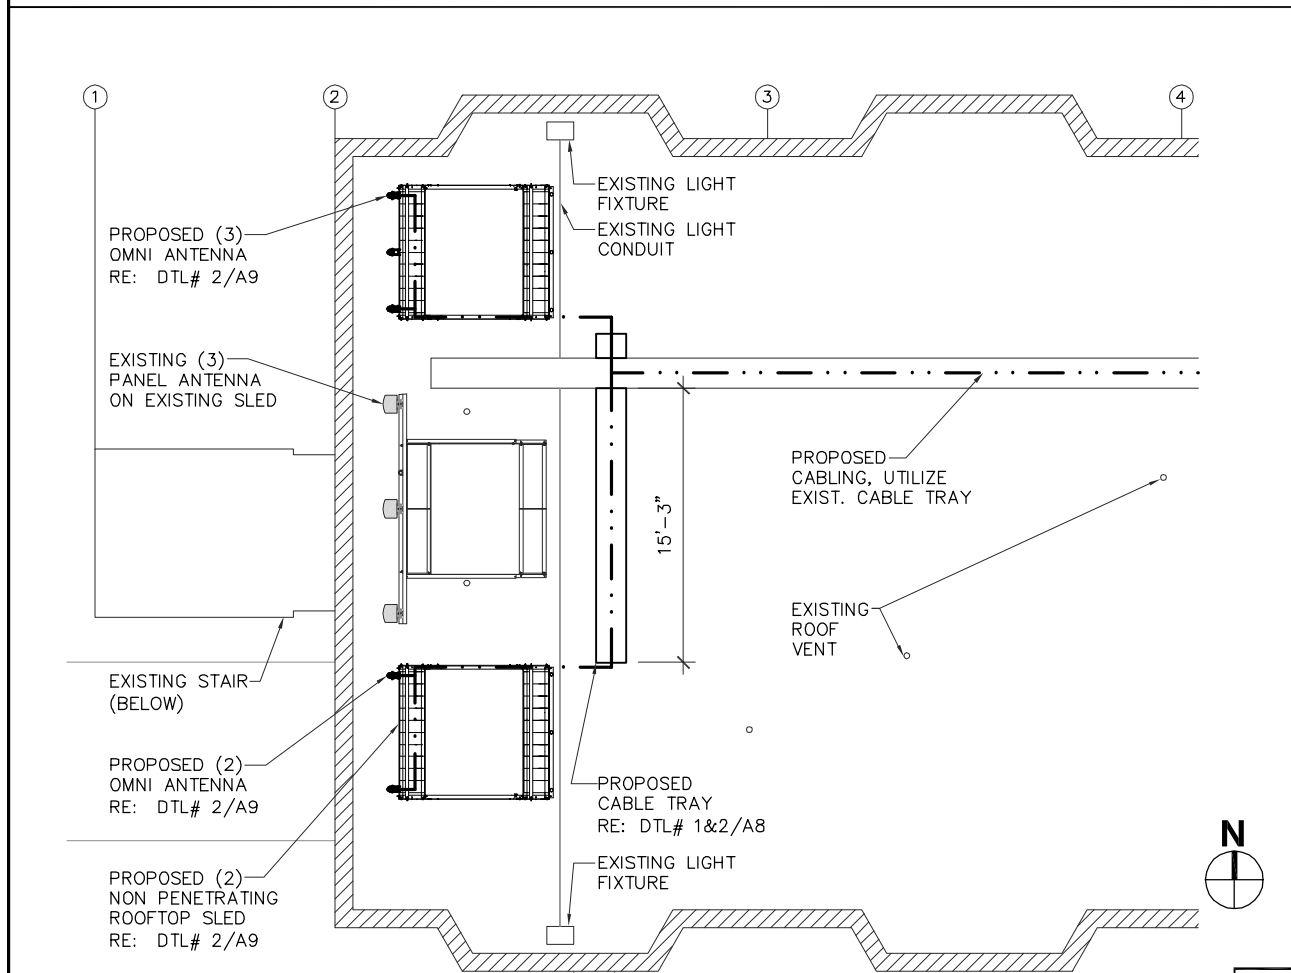 1
2
3
4
EXISTING LIGHT
FIXTURE
EXISTING LIGHT
CONDUIT
PROPOSED (3)
OMNI ANTENNA
RE: DTL# 2/A9
EXISTING (3)
PANEL ANTENNA
ON EXISTING SLED
PROPOSED
CABLING, UTILIZE
EXIST. CABLE TRAY
15'-3"
EXISTING
ROOF
VENT
EXISTING STAIR
(BELOW)
PROPOSED (2)
OMNI ANTENNA
RE: DTL# 2/A9
PROPOSED
CABLE TRAY
RE: DTL# 1&2/A8
EXISTING LIGHT
FIXTURE
PROPOSED (2)
NON PENETRATING
ROOFTOP SLED
RE: DTL# 2/A9
N